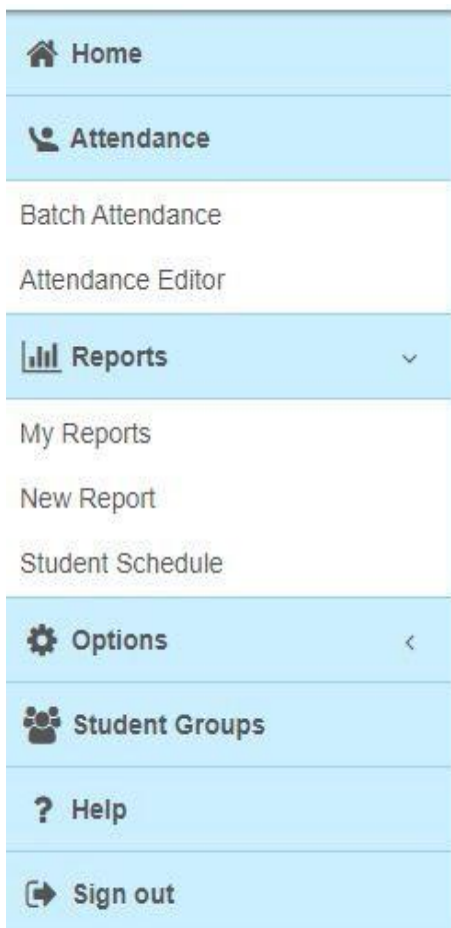 Home
Attendance
Batch Attendance
Attendance Editor
Reports
My Reports
New Report
Student Schedule
Options
Student Groups
? Help
Sign out